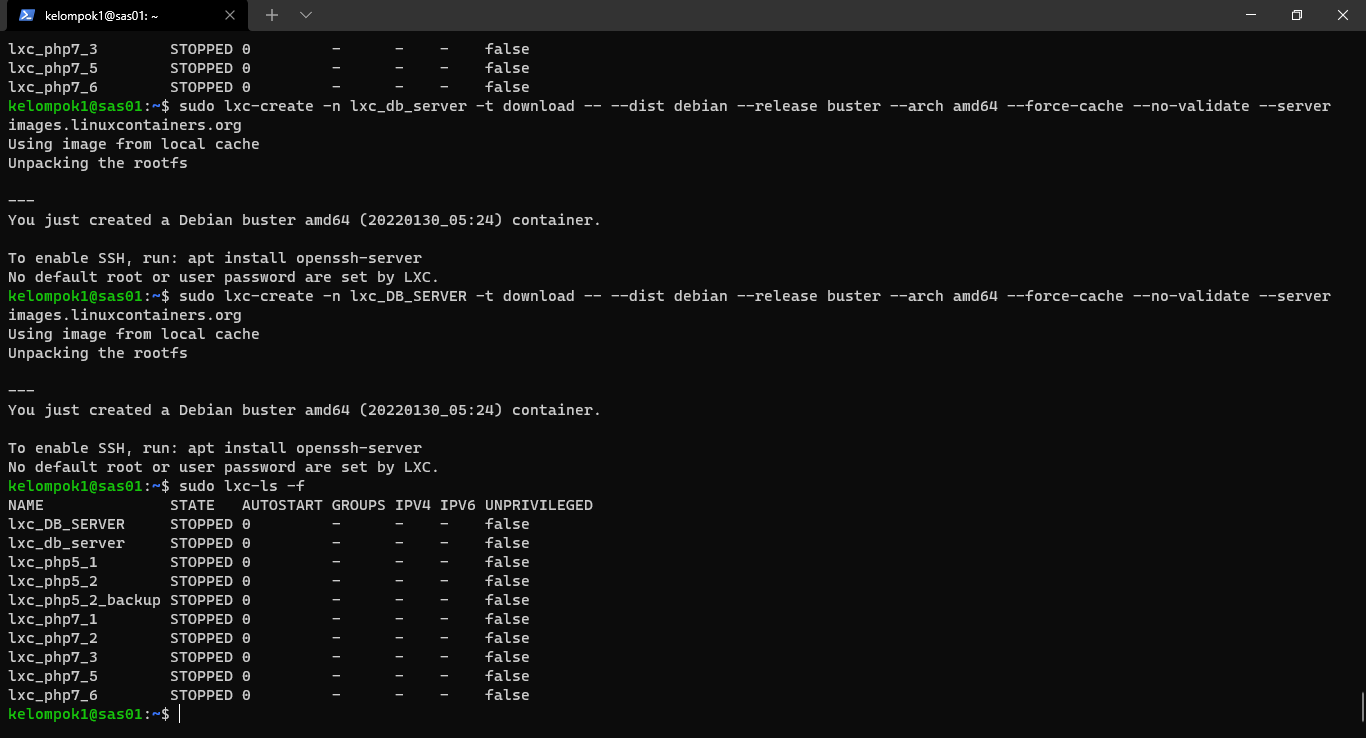 kelompok1@sas01: ~
lxc_php7_3        STOPPED 0         -      -    -    false
lxc_php7_5        STOPPED 0         -      -    -    false
lxc_php7_6        STOPPED 0         -      -    -    false
kelompok1@sas01:~$ sudo lxc-create -n lxc_db_server -t download -- --dist debian --release buster --arch amd64 --force-cache --no-validate --server
images.linuxcontainers.org
Using image from local cache
Unpacking the rootfs

---
You just created a Debian buster amd64 (20220130_05:24) container.

To enable SSH, run: apt install openssh-server
No default root or user password are set by LXC.
kelompok1@sas01:~$ sudo lxc-create -n lxc_DB_SERVER -t download -- --dist debian --release buster --arch amd64 --force-cache --no-validate --server
images.linuxcontainers.org
Using image from local cache
Unpacking the rootfs

---
You just created a Debian buster amd64 (20220130_05:24) container.

To enable SSH, run: apt install openssh-server
No default root or user password are set by LXC.
kelompok1@sas01:~$ sudo lxc-ls -f
NAME              STATE   AUTOSTART GROUPS IPV4 IPV6 UNPRIVILEGED
lxc_DB_SERVER     STOPPED 0         -      -    -    false
lxc_db_server     STOPPED 0         -      -    -    false
lxc_php5_1        STOPPED 0         -      -    -    false
lxc_php5_2        STOPPED 0         -      -    -    false
lxc_php5_2_backup STOPPED 0         -      -    -    false
lxc_php7_1        STOPPED 0         -      -    -    false
lxc_php7_2        STOPPED 0         -      -    -    false
lxc_php7_3        STOPPED 0         -      -    -    false
lxc_php7_5        STOPPED 0         -      -    -    false
lxc_php7_6        STOPPED 0         -      -    -    false
kelompok1@sas01:~$